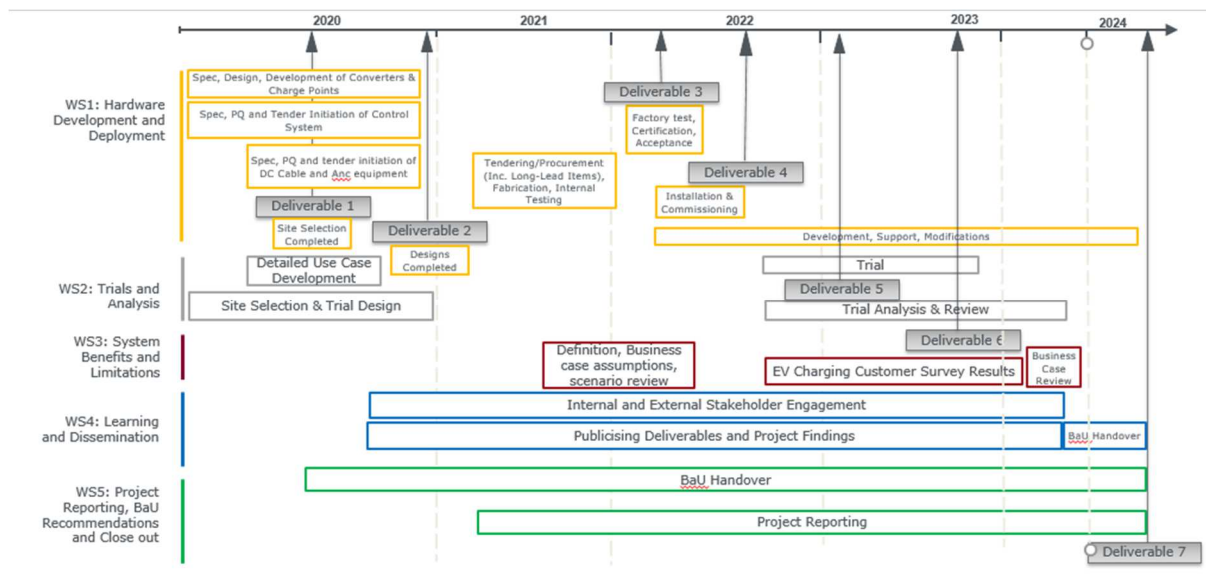 2020
2021
2022
2023
2024
WS1: Hardware
Development and
Deployment
Spec, Design, Development of Converters &
Charge Points
Spec, PQ and Tender Initiation of Control
System
Spec, PQ and tender initiation of
DC Cable and Anc equipment
Deliverable 1
Site Selection
Completed
Deliverable 2
Designs
Completed
Tendering/Procurement
(Inc. Long-Lead Items),
Fabrication, Internal
Testing
Deliverable 3
Factory test,
Certification,
Acceptance
Deliverable 4
Installation &
Commissioning
Development, Support, Modifications
WS2: Trials and
Analysis
Detailed Use Case
Development
Site Selection & Trial Design
Trial
Deliverable 5
Trial Analysis & Review
WS3: System
Benefits and
Limitations
Definition, Business
case assumptions,
scenario review
Deliverable 6
EV Charging Customer Survey Results
Business
Case
Review
WS4: Learning
and Dissemination
Internal and External Stakeholder Engagement
Publicising Deliverables and Project Findings
BaU Handover
WS5: Project
Reporting, BaU
Recommendations
and Close out
BaU Handover
Project Reporting
Deliverable 7